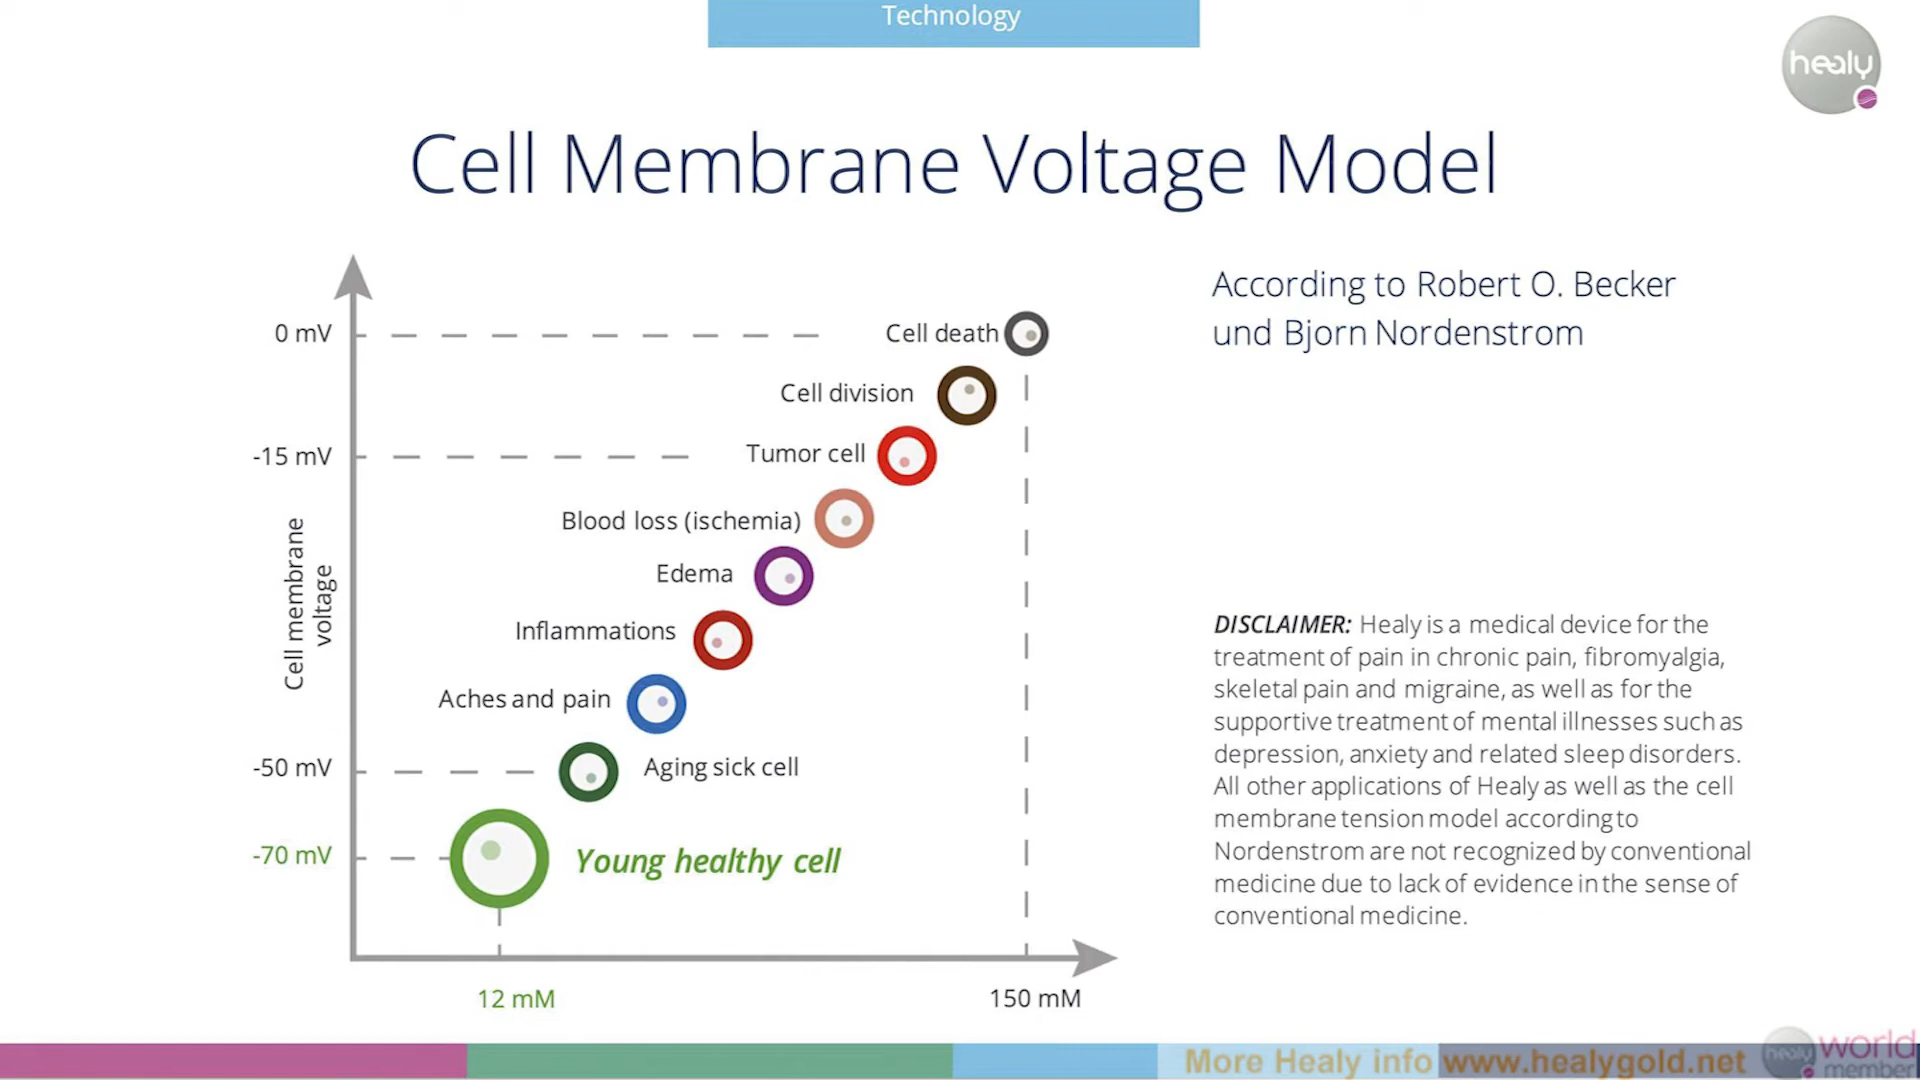 Technology
healy
Cell Membrane Voltage Model
According to Robert O. Becker
und Bjorn Nordenstrom
0 mV
-15 mV
-50 mV
-70 mV
Cell membrane
voltage
Cell death
Cell division
Tumor cell
Blood loss (ischemia)
Edema
Inflammations
Aches and pain
Aging sick cell
Young healthy cell
12 mM
150 mM
DISCLAIMER: Healy is a medical device for the
treatment of pain in chronic pain, fibromyalgia,
skeletal pain and migraine, as well as for the
supportive treatment of mental illnesses such as
depression, anxiety and related sleep disorders.
All other applications of Healy as well as the cell
membrane tension model according to
Nordenstrom are not recognized by conventional
medicine due to lack of evidence in the sense of
conventional medicine.
More Healy info www.healygold.net
healy
world
member